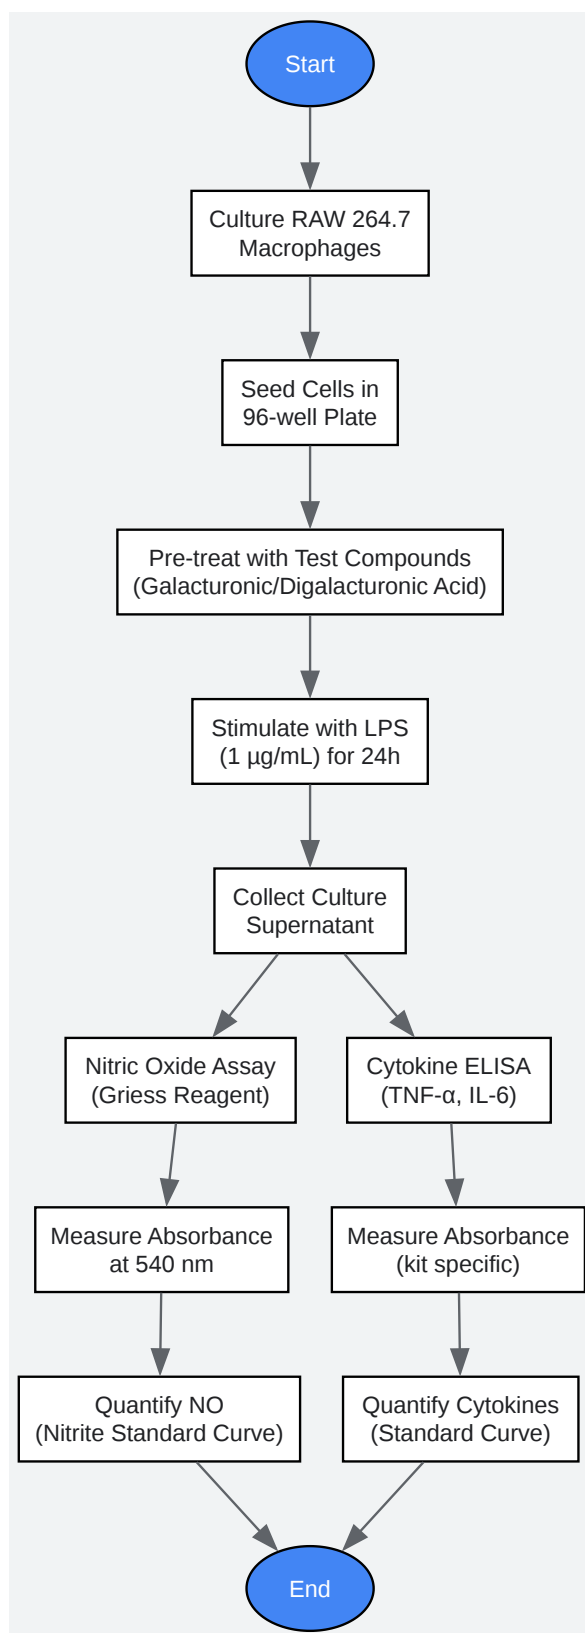 Start
Culture RAW 264.7
Macrophages
Seed Cells in
96-well Plate
Pre-treat with Test Compounds
(Galacturonic/Digalacturonic Acid)
Stimulate with LPS
(1 µg/mL) for 24h
Collect Culture
Supernatant
Nitric Oxide Assay
(Griess Reagent)
Cytokine ELISA
(TNF-α, IL-6)
Measure Absorbance
at 540 nm
Measure Absorbance
(kit specific)
Quantify NO
(Nitrite Standard Curve)
Quantify Cytokines
(Standard Curve)
End